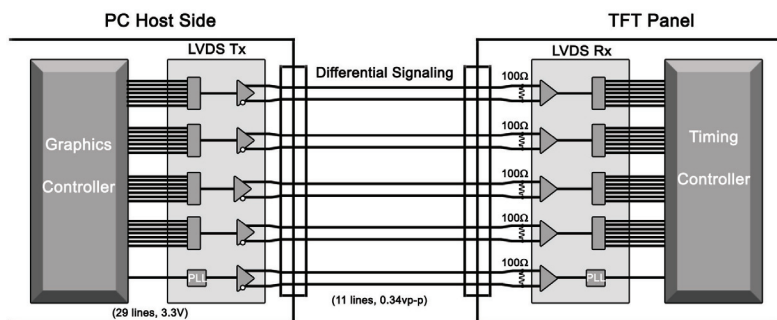 PC Host Side
TFT Panel
LVDS Tx
LVDS Rx
Differential Signaling
100Ω
100Ω
100Ω
100Ω
100Ω
Graphics
Controller
Timing
Controller
PLL
PLL
(29 lines, 3.3V)
(11 lines, 0.34vp-p)